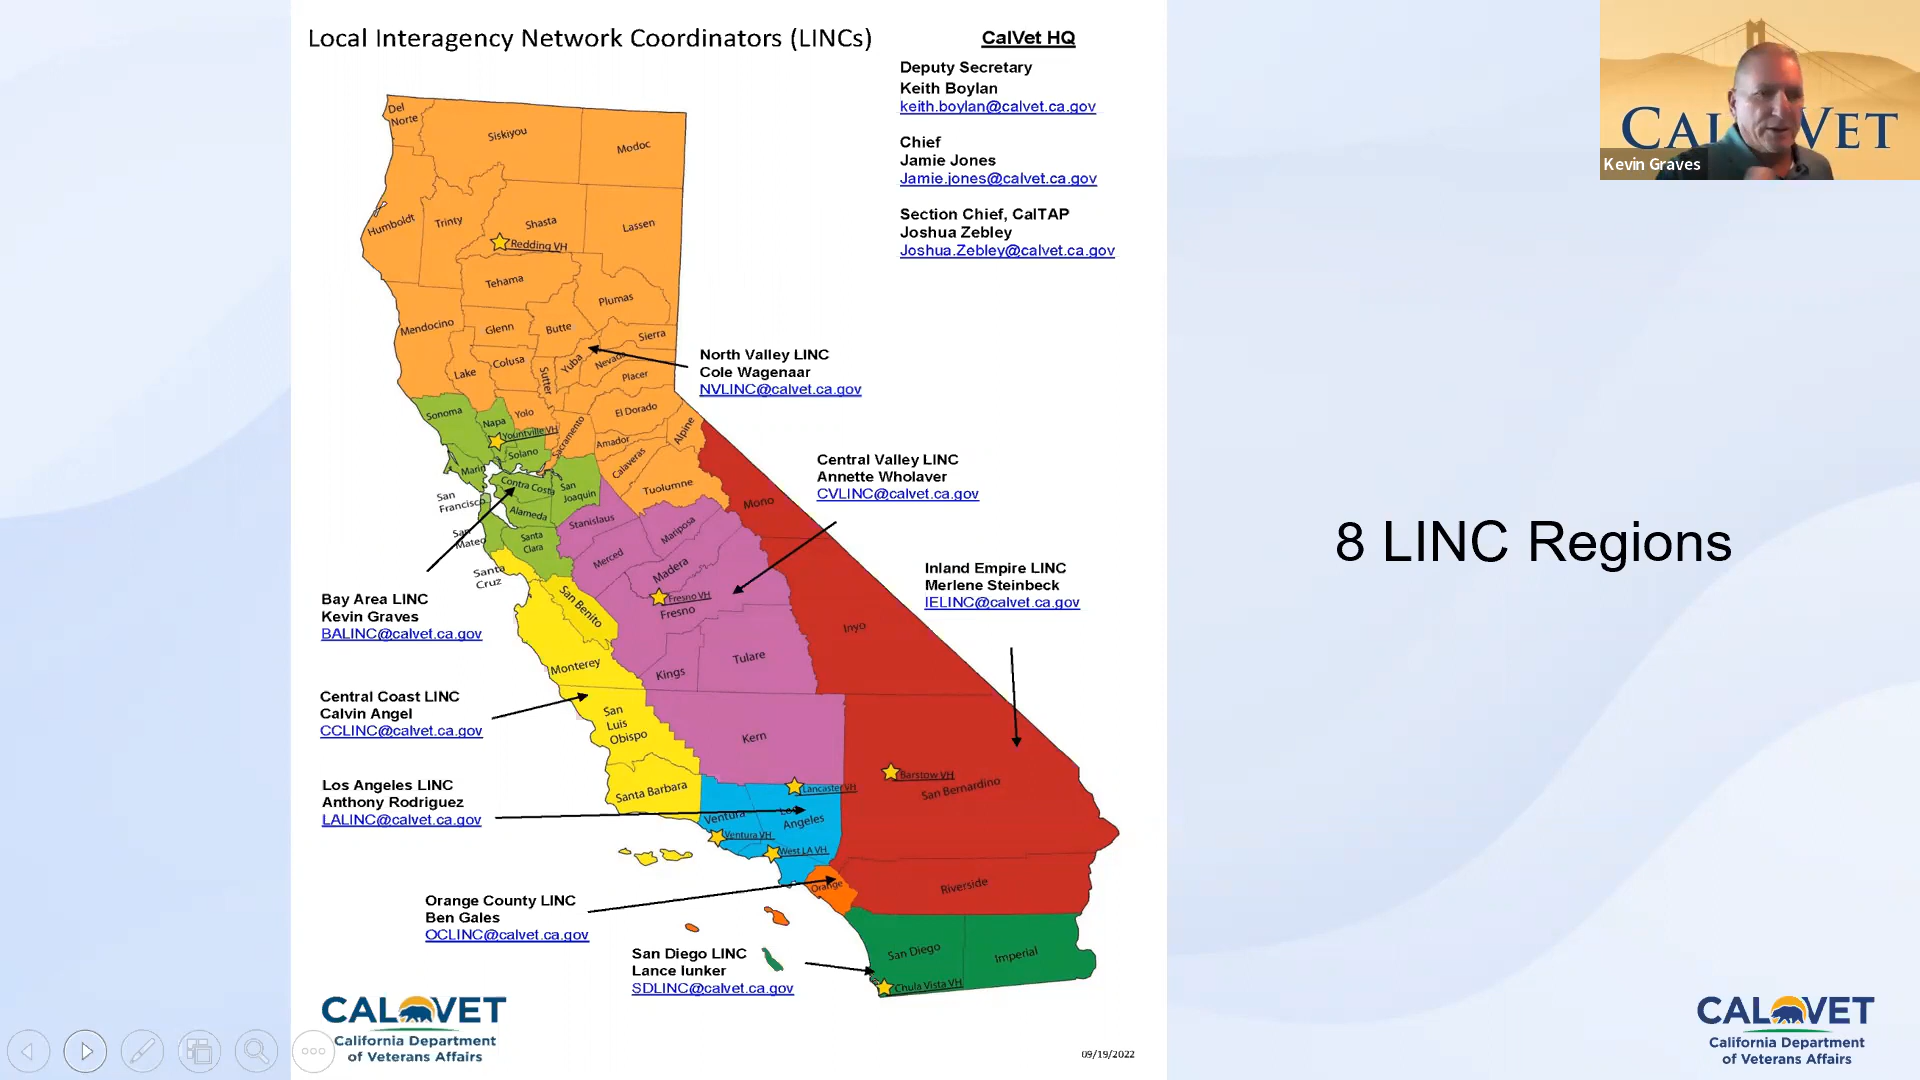 Local Interagency Network Coordinators (LINCs)
CalVet HQ
Deputy Secretary
Keith Boylan
keith.boylan@calvet.ca.gov
Chief
Jamie Jones
Jamie.jones@calvet.ca.gov
Section Chief, CalTAP
Joshua Zebley
Joshua.Zebley@calvet.ca.gov
CALVET
Kevin Graves
Del
Norte
Siskiyou
Modoc
Humboldt
Trinty
Shasta
Lassen
Redding VH
Tehama
Plumas
Mendocino
Glenn
Butte
Sierra
Lake
Colusa
Sutter
Yuba
Nevada
Placer
North Valley LINC
Cole Wagenaar
NVLINC@calvet.ca.gov
Sonoma
Napa
Yolo
Sacramento
El Dorado
Amador
Alpine
Yountville VH
Solano
Calaveras
Marin
Contra Costa
San
Joaquin
Tuolumne
Mono
Central Valley LINC
Annette Wholaver
CVLINC@calvet.ca.gov
San
Francisco
Alameda
Stanislaus
Mariposa
San
Mateo
Santa
Clara
Merced
Madera
Santa
Cruz
San Benito
Fresno VH
Fresno
Inyo
8 LINC Regions
Inland Empire LINC
Merlene Steinbeck
IELINC@calvet.ca.gov
Bay Area LINC
Kevin Graves
BALINC@calvet.ca.gov
Monterey
Kings
Tulare
Central Coast LINC
Calvin Angel
CCLINC@calvet.ca.gov
San
Luis
Obispo
Kern
Los Angeles LINC
Anthony Rodriguez
LALINC@calvet.ca.gov
Santa Barbara
Lancaster VH
Barstow VH
San Bernardino
Ventura
Los
Angeles
Ventura VH
West LA VH
Orange
Riverside
Orange County LINC
Ben Gales
OCLINC@calvet.ca.gov
San Diego LINC
Lance Iunker
SDLINC@calvet.ca.gov
San Diego
Imperial
Chula Vista VH
CALVET
California Department
of Veterans Affairs
09/19/2022
CALVET
California Department
of Veterans Affairs